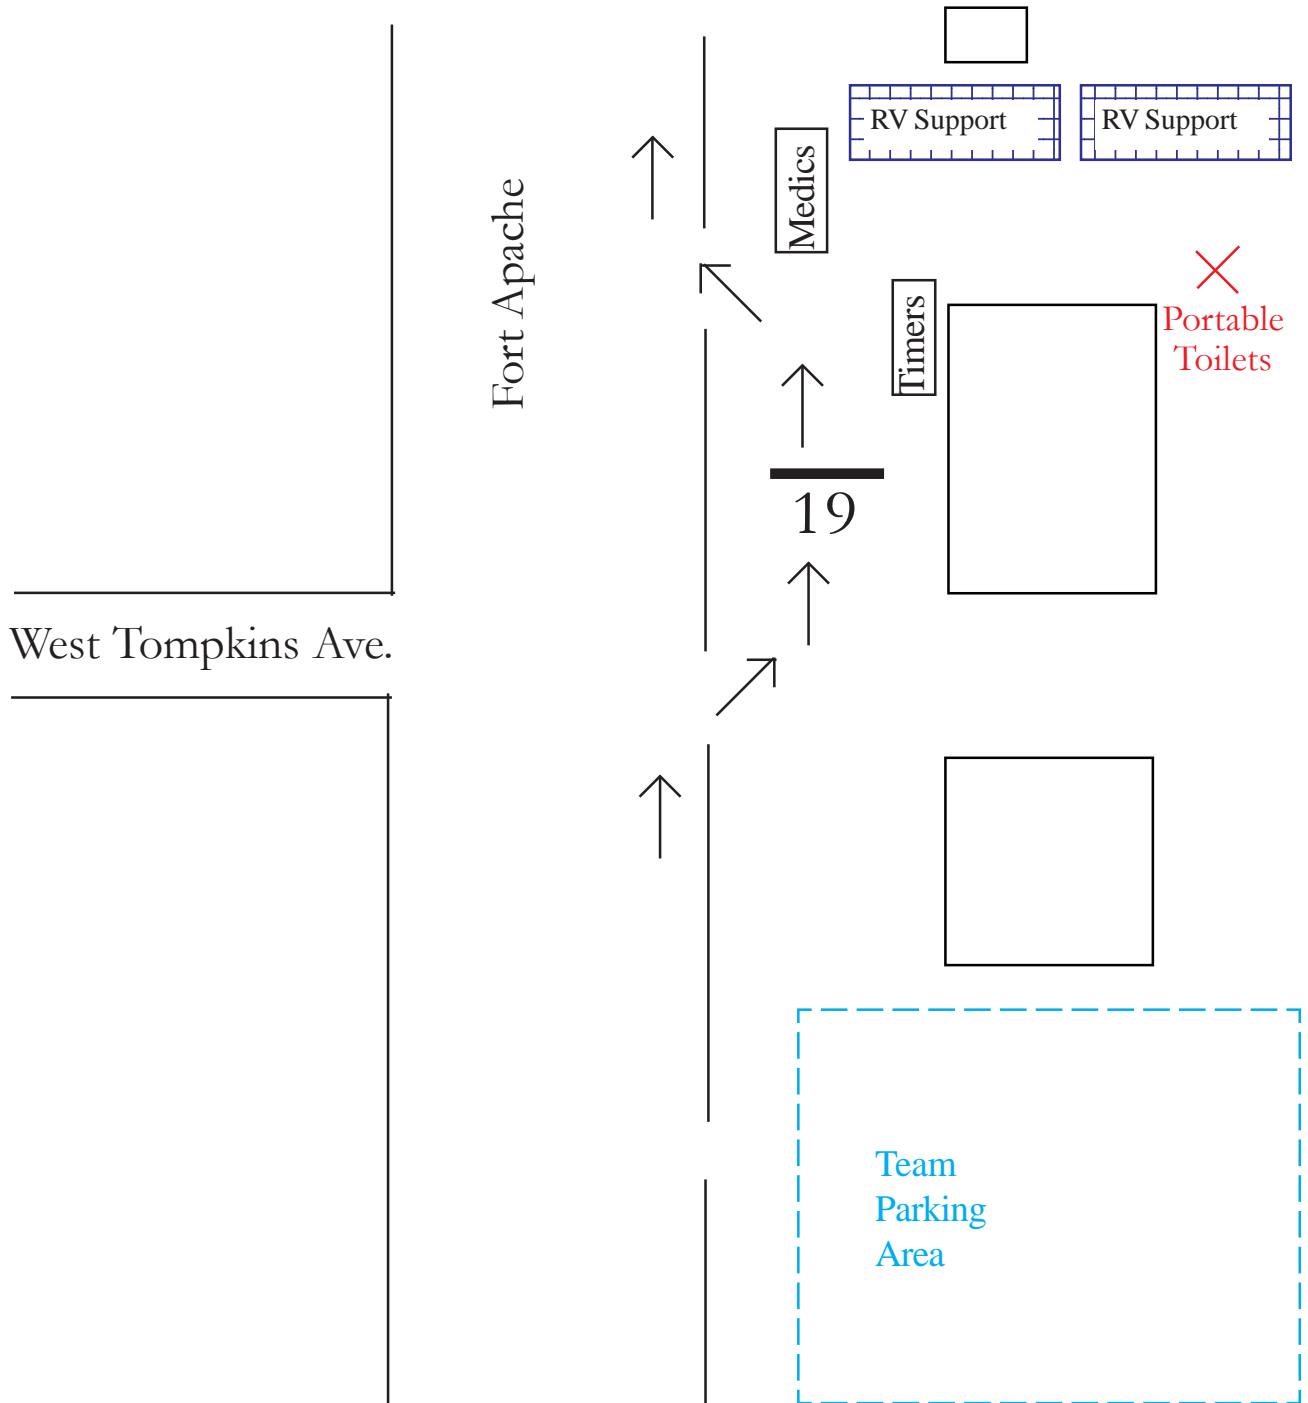 RV Support
RV Support
Medics
Fort Apache
Timers
Portable
Toilets
19
West Tompkins Ave.
Team
Parking
Area